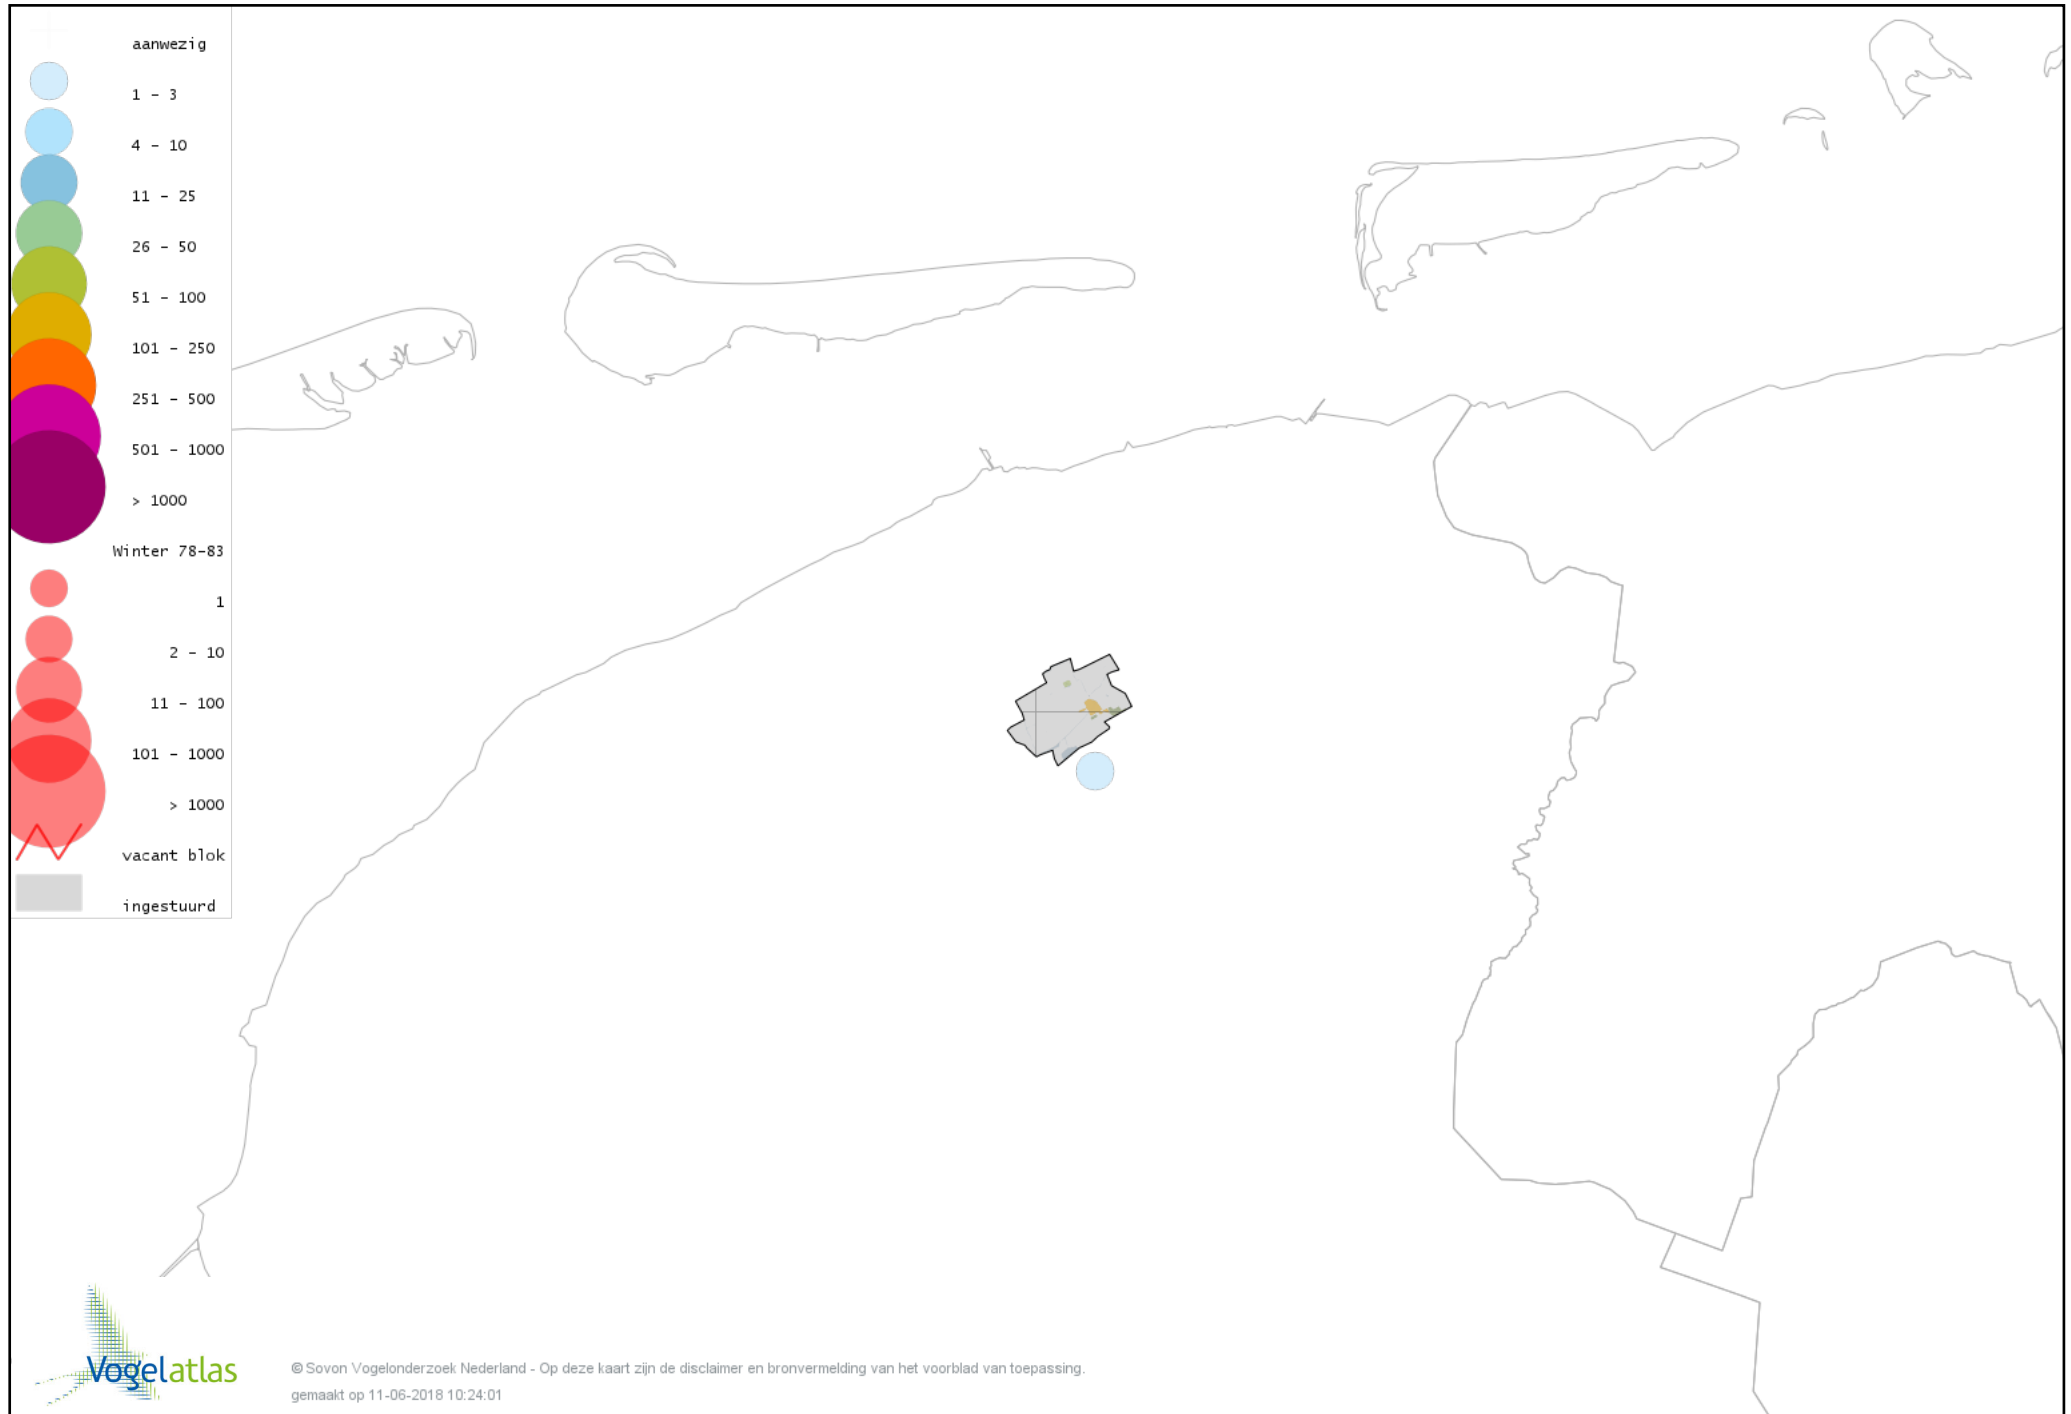 aanwezig
1 - 3
4 - 10
11 - 25
26 - 50
51 - 100
101 - 250
251 - 500
501 - 1000
> 1000
Winter 78-83
1
2 - 10
11 - 100
101 - 1000
> 1000
vacant blok
ingestuurd
Vogelatlas
© Sovon Vogelonderzoek Nederland - Op deze kaart zijn de disclaimer en bronvermelding van het voorblad van toepassing.
gemaakt op 11-06-2018 10:24:01